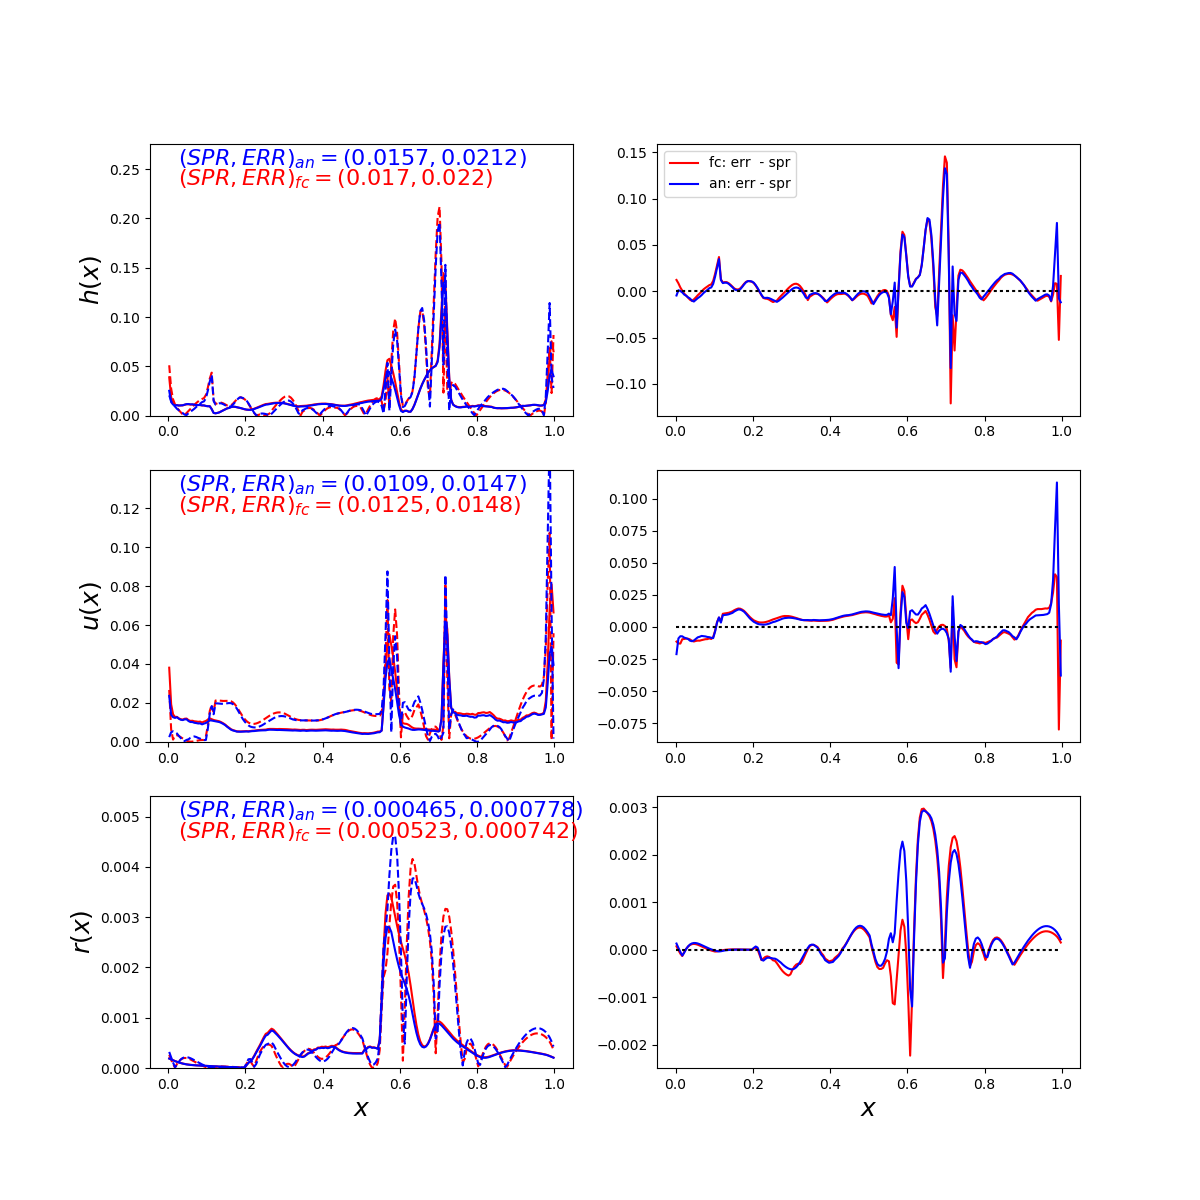 (SPR, ERR)an = (0.0157, 0.0212)
(SPR, ERR)fc = (0.017, 0.022)
h(x)
0.25
0.20
0.15
0.10
0.05
0.00
0.0 0.2 0.4 0.6 0.8 1.0
fc: err - spr
an: err - spr
0.15
0.10
0.05
0.00
−0.05
−0.10
0.0 0.2 0.4 0.6 0.8 1.0
(SPR, ERR)an = (0.0109, 0.0147)
(SPR, ERR)fc = (0.0125, 0.0148)
u(x)
0.12
0.10
0.08
0.06
0.04
0.02
0.00
0.0 0.2 0.4 0.6 0.8 1.0
0.100
0.075
0.050
0.025
0.000
−0.025
−0.050
−0.075
0.0 0.2 0.4 0.6 0.8 1.0
(SPR, ERR)an = (0.000465, 0.000778)
(SPR, ERR)fc = (0.000523, 0.000742)
r(x)
0.005
0.004
0.003
0.002
0.001
0.000
0.0 0.2 0.4 0.6 0.8 1.0
x
0.003
0.002
0.001
0.000
−0.001
−0.002
0.0 0.2 0.4 0.6 0.8 1.0
x